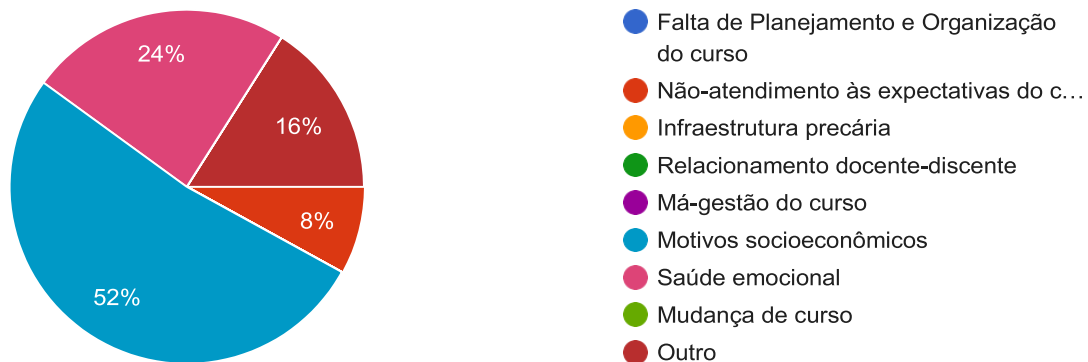 24%
16%
8%
52%
Falta de Planejamento e Organização
do curso
Não-atendimento às expectativas do c…
Infraestrutura precária
Relacionamento docente-discente
Má-gestão do curso
Motivos socioeconômicos
Saúde emocional
Mudança de curso
Outro